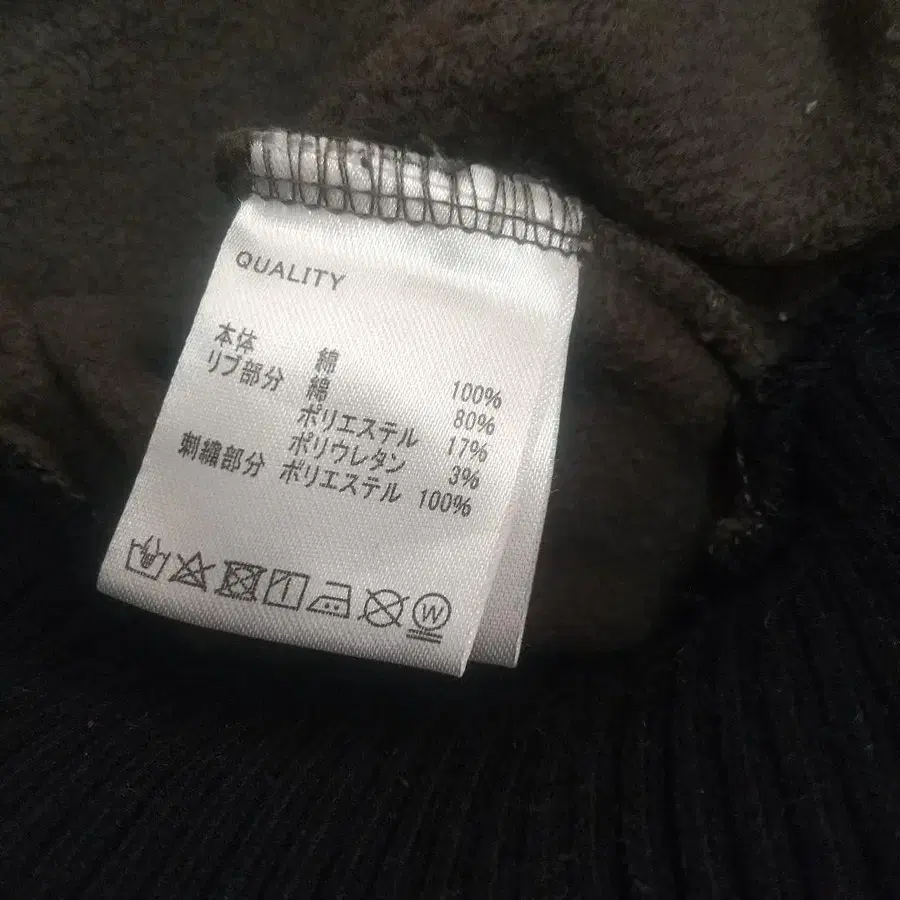 QUALITY
本体 綿 100%
リブ部分 綿 80%
ポリエステル 17%
ポリウレタン 3%
刺繍部分 ポリエステル 100%
W